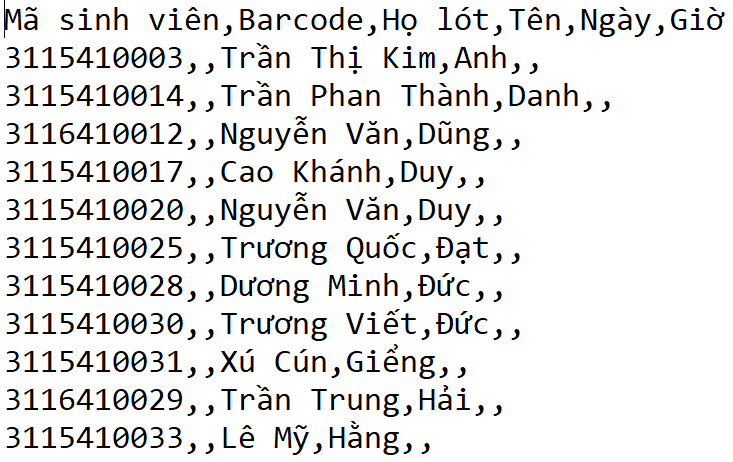 Mã sinh viên,Barcode,Họ lót,Tên,Ngày,Giờ
3115410003,,Trần Thị Kim,Anh,,
3115410014,,Trần Phan Thành,Danh,,
3116410012,,Nguyễn Văn,Dũng,,
3115410017,,Cao Khánh,Duy,,
3115410020,,Nguyễn Văn,Duy,,
3115410025,,Trương Quốc,Đạt,,
3115410028,,Dương Minh,Đức,,
3115410030,,Trương Viết,Đức,,
3115410031,,Xú Cún,Giểng,,
3116410029,,Trần Trung,Hải,,
3115410033,,Lê Mỹ,Hằng,,